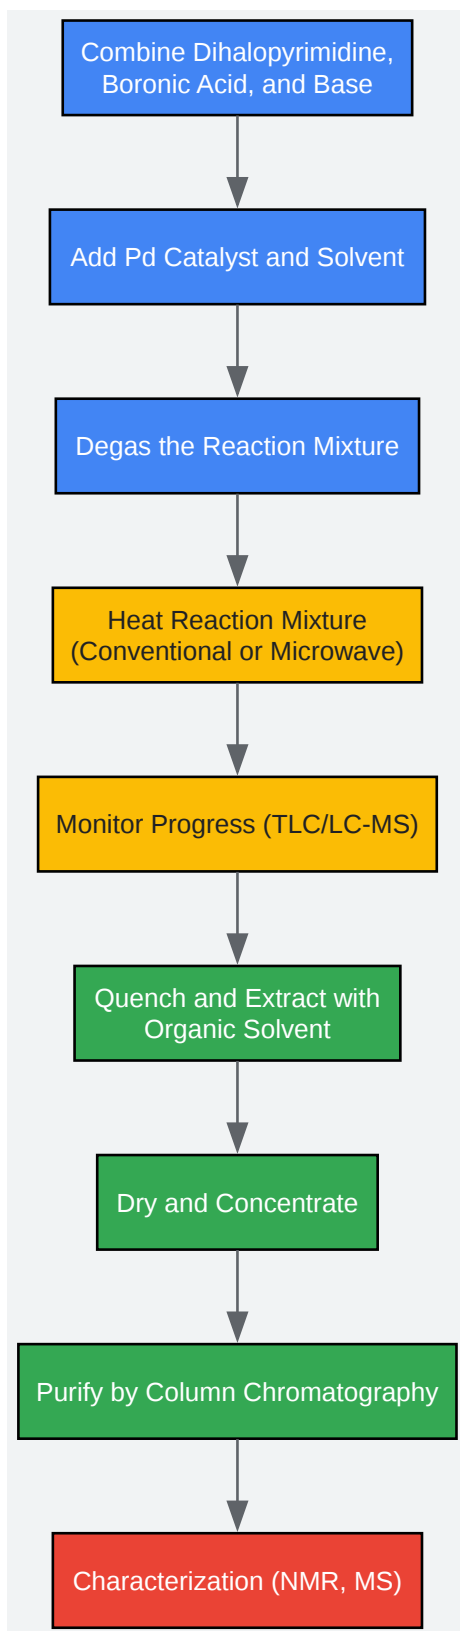 Combine Dihalopyrimidine,
Boronic Acid, and Base
Add Pd Catalyst and Solvent
Degas the Reaction Mixture
Heat Reaction Mixture
(Conventional or Microwave)
Monitor Progress (TLC/LC-MS)
Quench and Extract with
Organic Solvent
Dry and Concentrate
Purify by Column Chromatography
Characterization (NMR, MS)